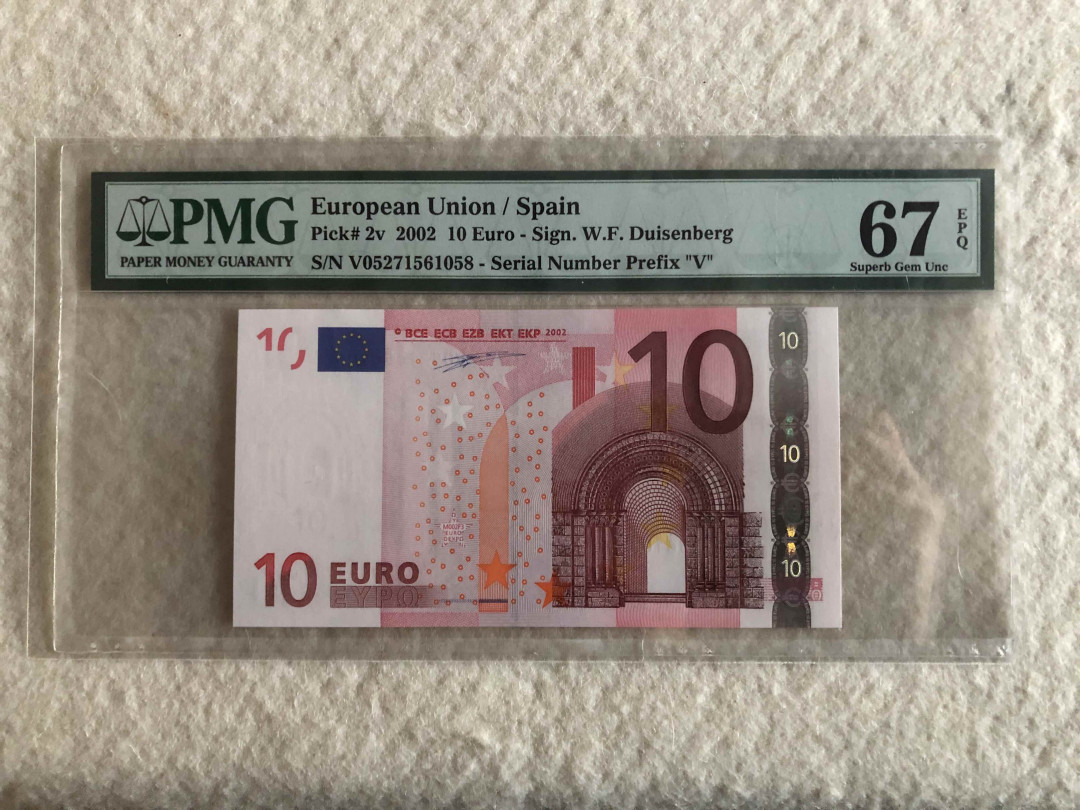 PMG
PAPER MONEY GUARANTY
European Union / Spain
Pick# 2v 2002 10 Euro - Sign. W.F. Duisenberg
S/N V05271561058 - Serial Number Prefix "V"
67
EPQ
Superb Gem Unc
© BCE ECB EZB EKT EKP 2002
10
10
10
10
10 EURO
ΕΥΡΩ